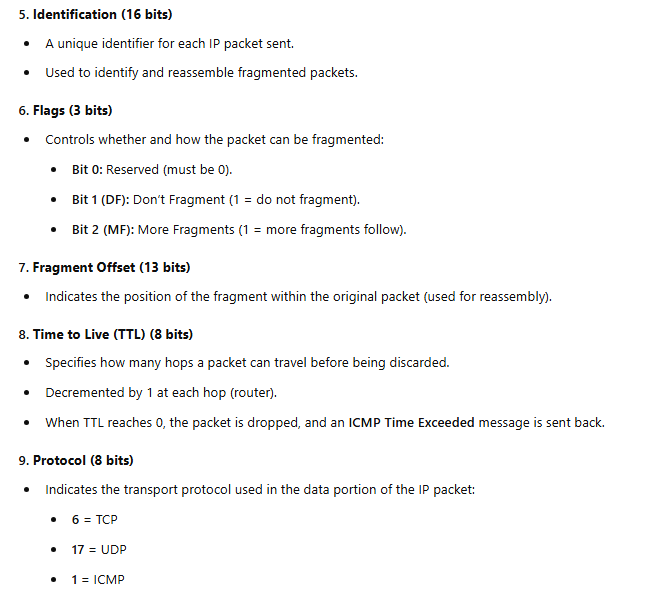 5. Identification (16 bits)
• A unique identifier for each IP packet sent.
• Used to identify and reassemble fragmented packets.
6. Flags (3 bits)
• Controls whether and how the packet can be fragmented:
• Bit 0: Reserved (must be 0).
• Bit 1 (DF): Don't Fragment (1 = do not fragment).
• Bit 2 (MF): More Fragments (1 = more fragments follow).
7. Fragment Offset (13 bits)
• Indicates the position of the fragment within the original packet (used for reassembly).
8. Time to Live (TTL) (8 bits)
• Specifies how many hops a packet can travel before being discarded.
• Decremented by 1 at each hop (router).
• When TTL reaches 0, the packet is dropped, and an ICMP Time Exceeded message is sent back.
9. Protocol (8 bits)
• Indicates the transport protocol used in the data portion of the IP packet:
• 6 = TCP
• 17 = UDP
• 1 = ICMP